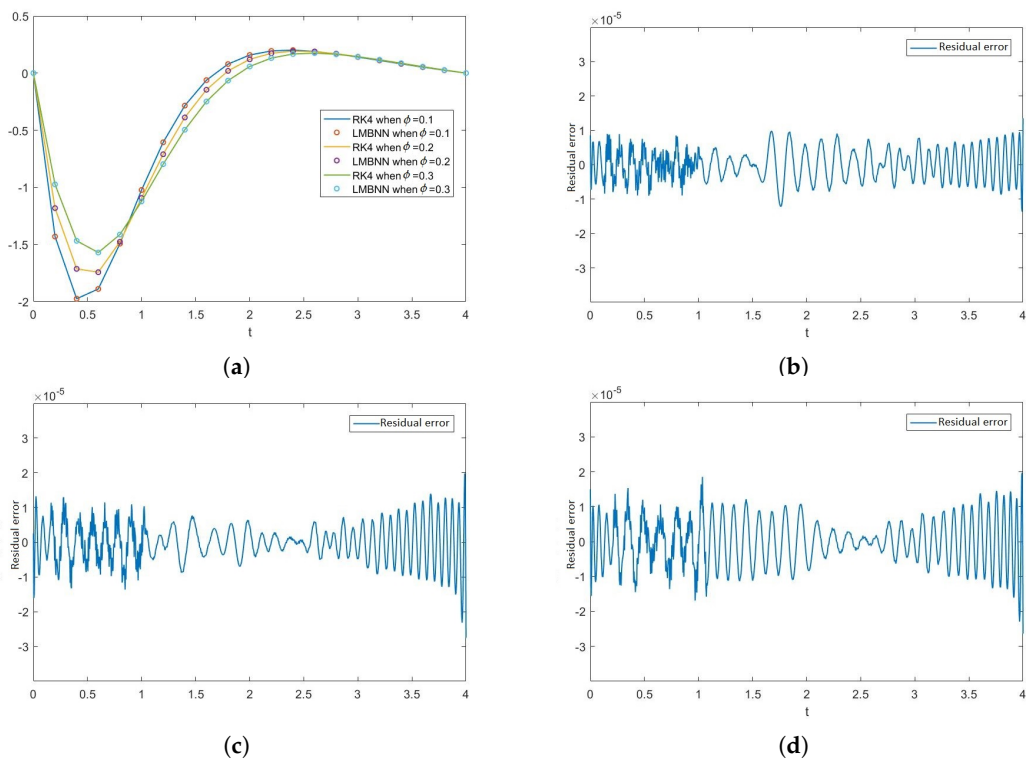 0.5
0
-0.5
-1
-1.5
-2
RK4 when ϕ=0.1
LMBNN when ϕ=0.1
RK4 when ϕ=0.2
LMBNN when ϕ=0.2
RK4 when ϕ=0.3
LMBNN when ϕ=0.3
0 0.5 1 1.5 2 2.5 3 3.5 4
t
(a)
×10⁻⁵
Residual error
3
2
1
0
-1
-2
-3
Residual error
0 0.5 1 1.5 2 2.5 3 3.5 4
t
(b)
×10⁻⁵
Residual error
3
2
1
0
-1
-2
-3
Residual error
0 0.5 1 1.5 2 2.5 3 3.5 4
(c)
×10⁻⁵
Residual error
3
2
1
0
-1
-2
-3
Residual error
0 0.5 1 1.5 2 2.5 3 3.5 4
t
(d)